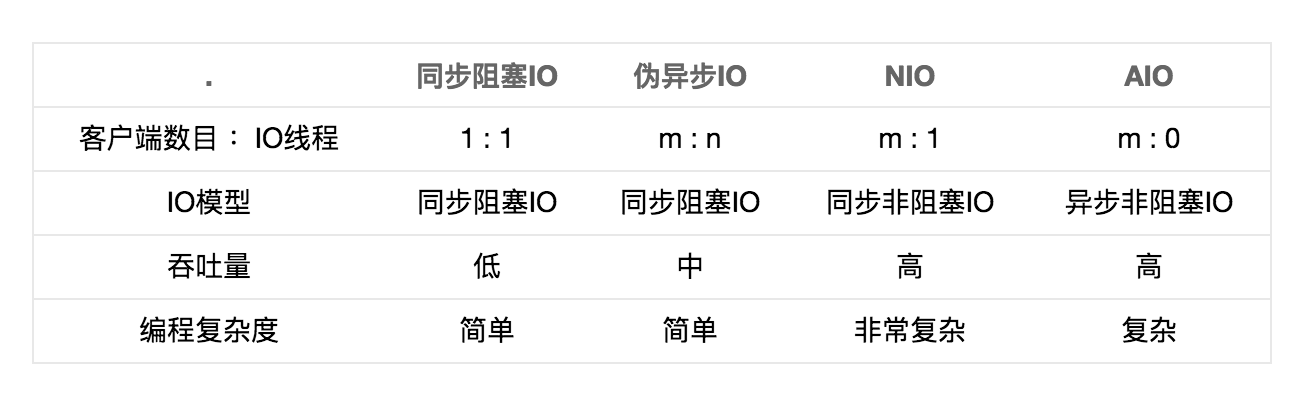 . 同步阻塞IO 伪异步IO NIO AIO
客户端数目： IO线程 1 : 1 m : n m : 1 m : 0
IO模型 同步阻塞IO 同步阻塞IO 同步非阻塞IO 异步非阻塞IO
吞吐量 低 中 高 高
编程复杂度 简单 简单 非常复杂 复杂